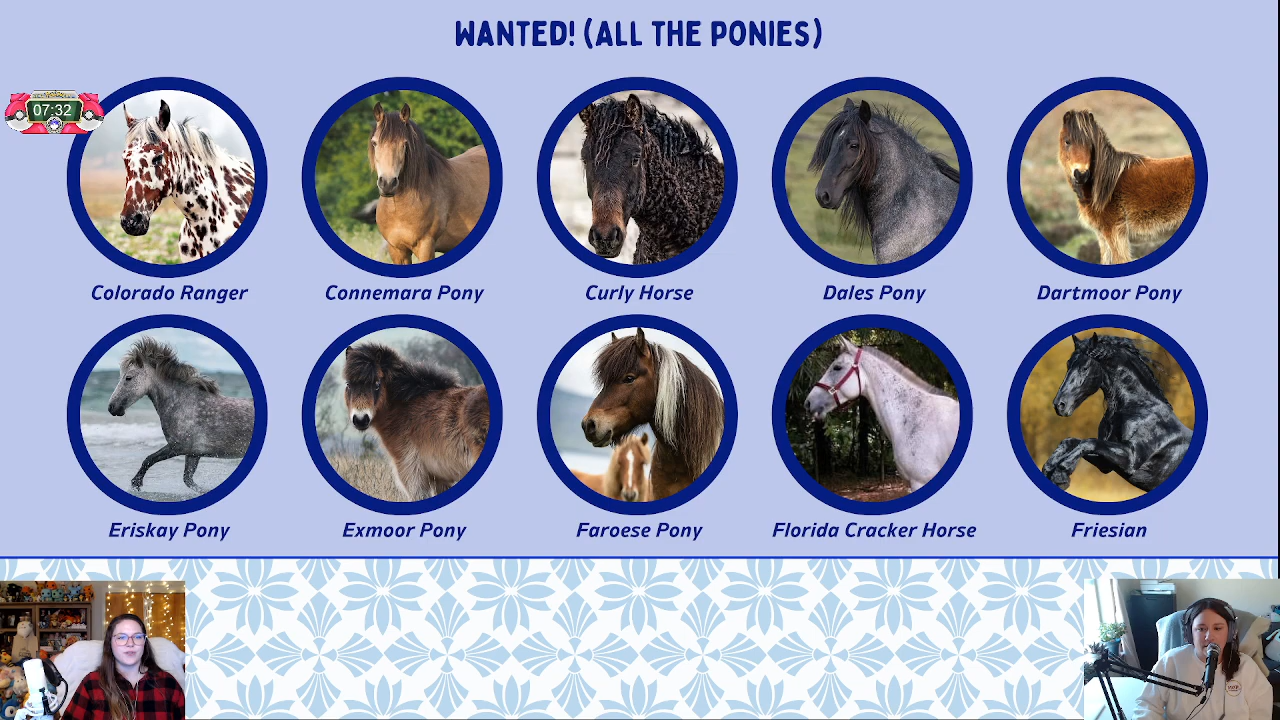 WANTED! (ALL THE PONIES)
07:32
Colorado Ranger
Connemara Pony
Curly Horse
Dales Pony
Dartmoor Pony
Eriskay Pony
Exmoor Pony
Faroese Pony
Florida Cracker Horse
Friesian